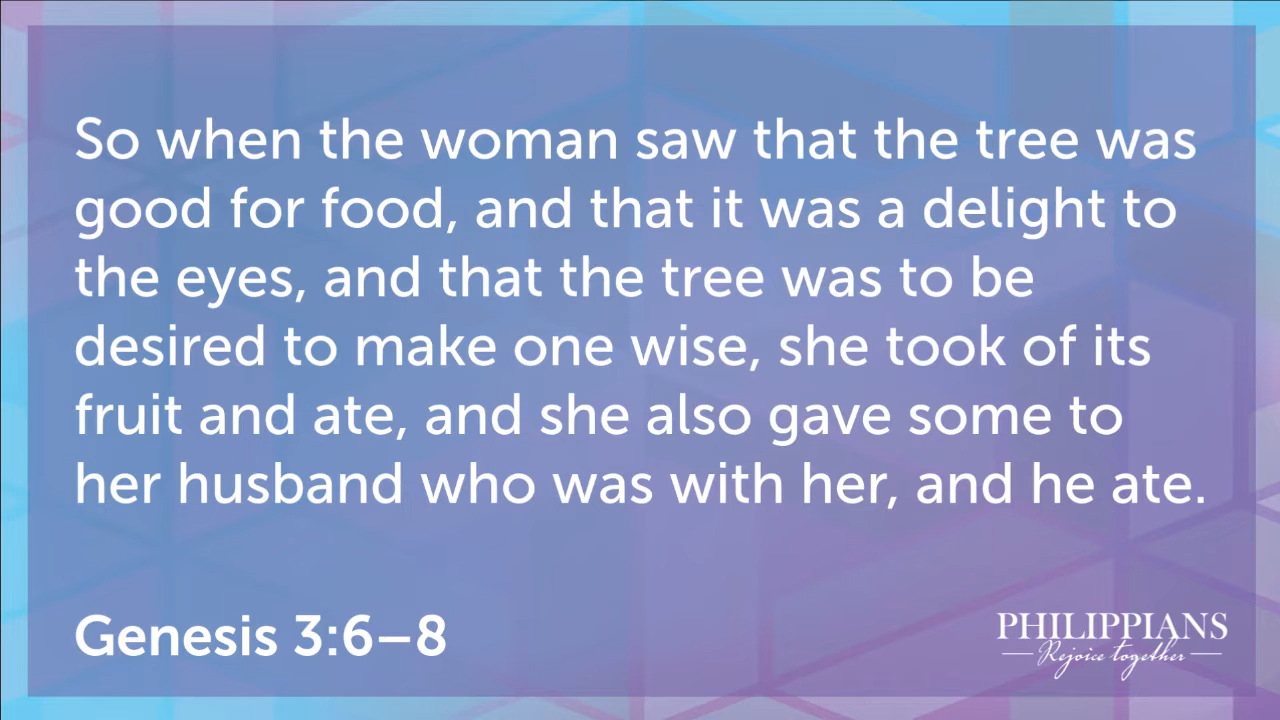 So when the woman saw that the tree was
good for food, and that it was a delight to
the eyes, and that the tree was to be
desired to make one wise, she took of its
fruit and ate, and she also gave some to
her husband who was with her, and he ate.
Genesis 3:6–8
PHILIPPIANS
Rejoice together